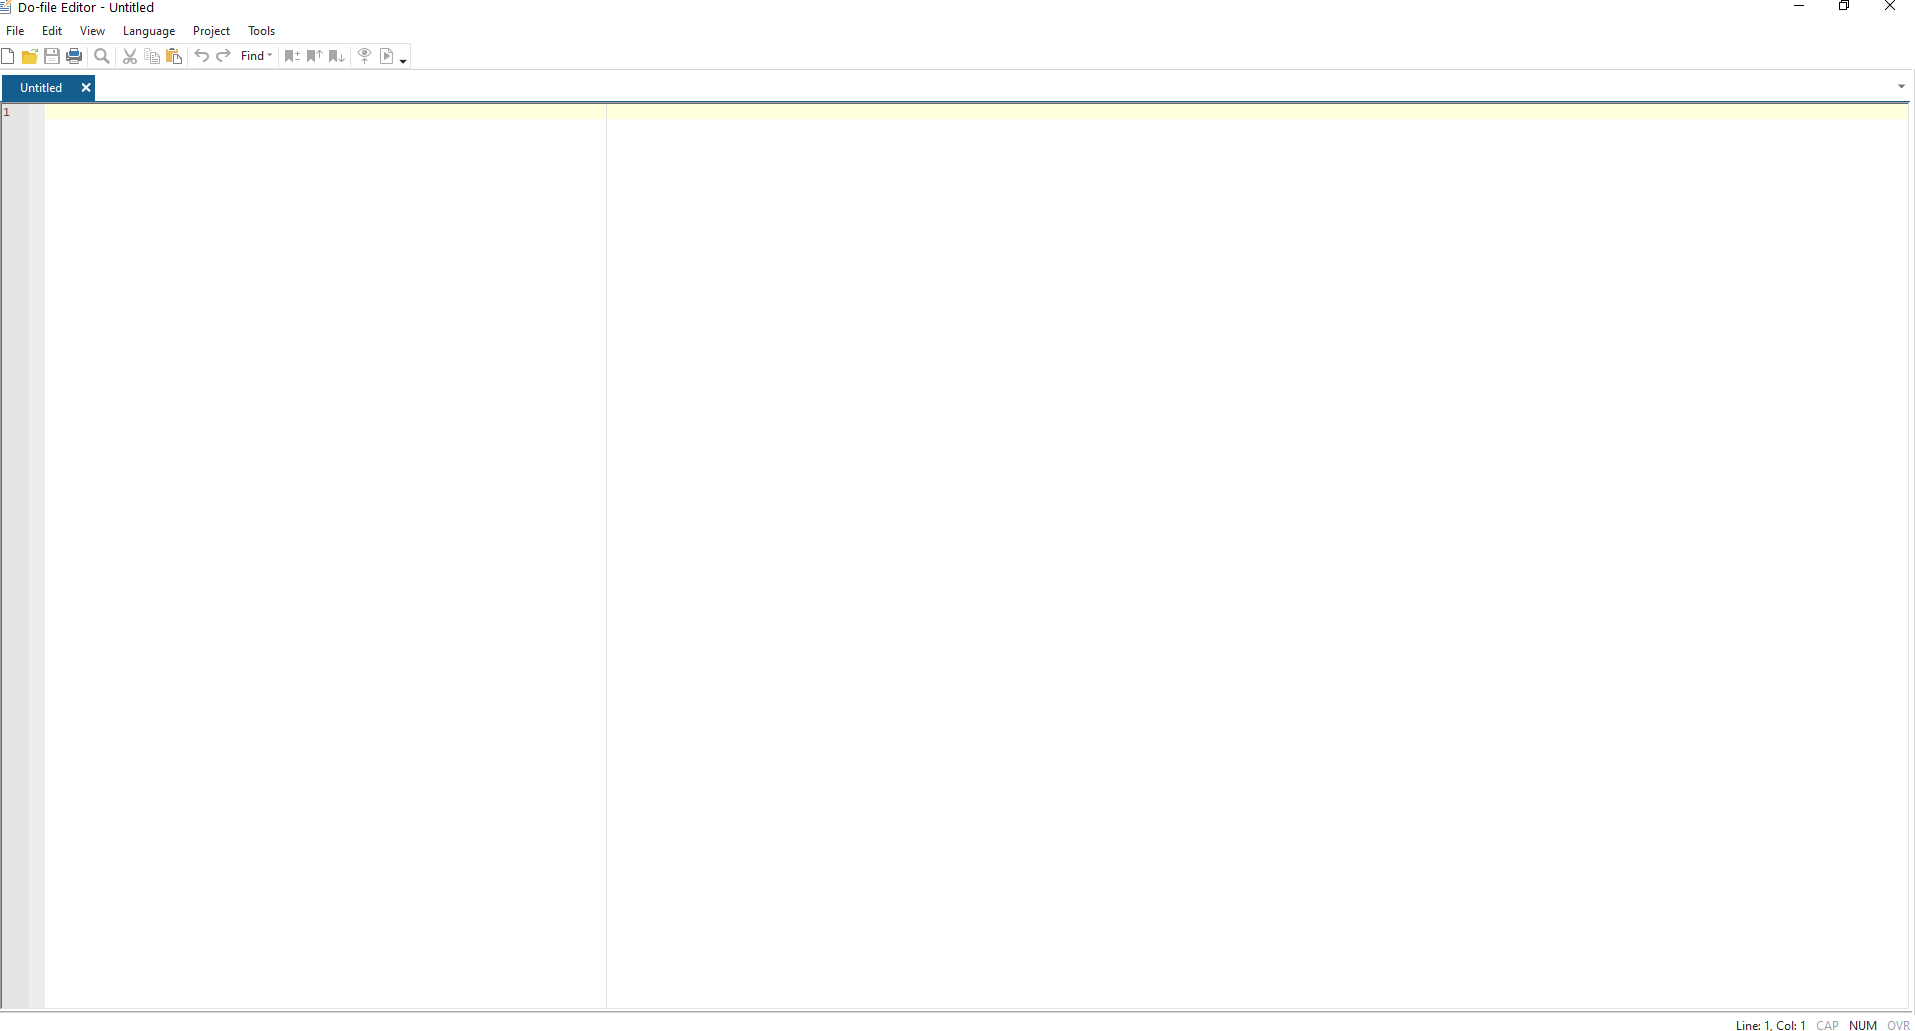 Do-file Editor - Untitled
File Edit View Language Project Tools
Find
Untitled
1
Line: 1, Col: 1 CAP NUM OVR